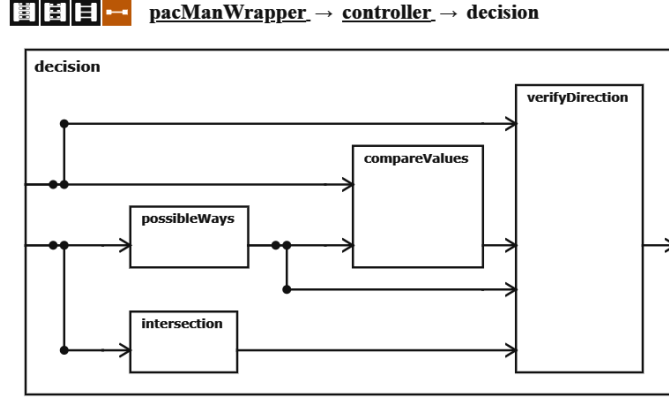 pacManWrapper → controller → decision
decision
verifyDirection
compareValues
possibleWays
intersection